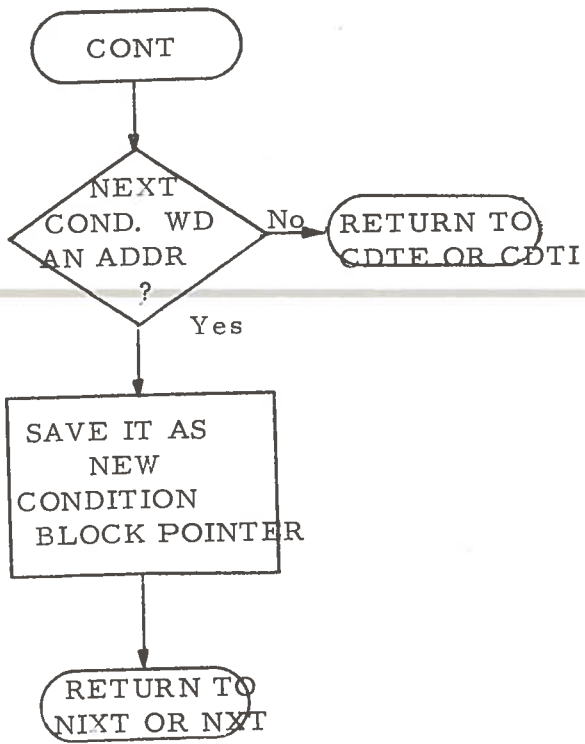 CONT
NEXT
COND. WD
AN ADDR
?
No
RETURN TO
CDTE OR CDTI
Yes
SAVE IT AS
NEW
CONDITION
BLOCK POINTER
RETURN TO
NIXT OR NXT